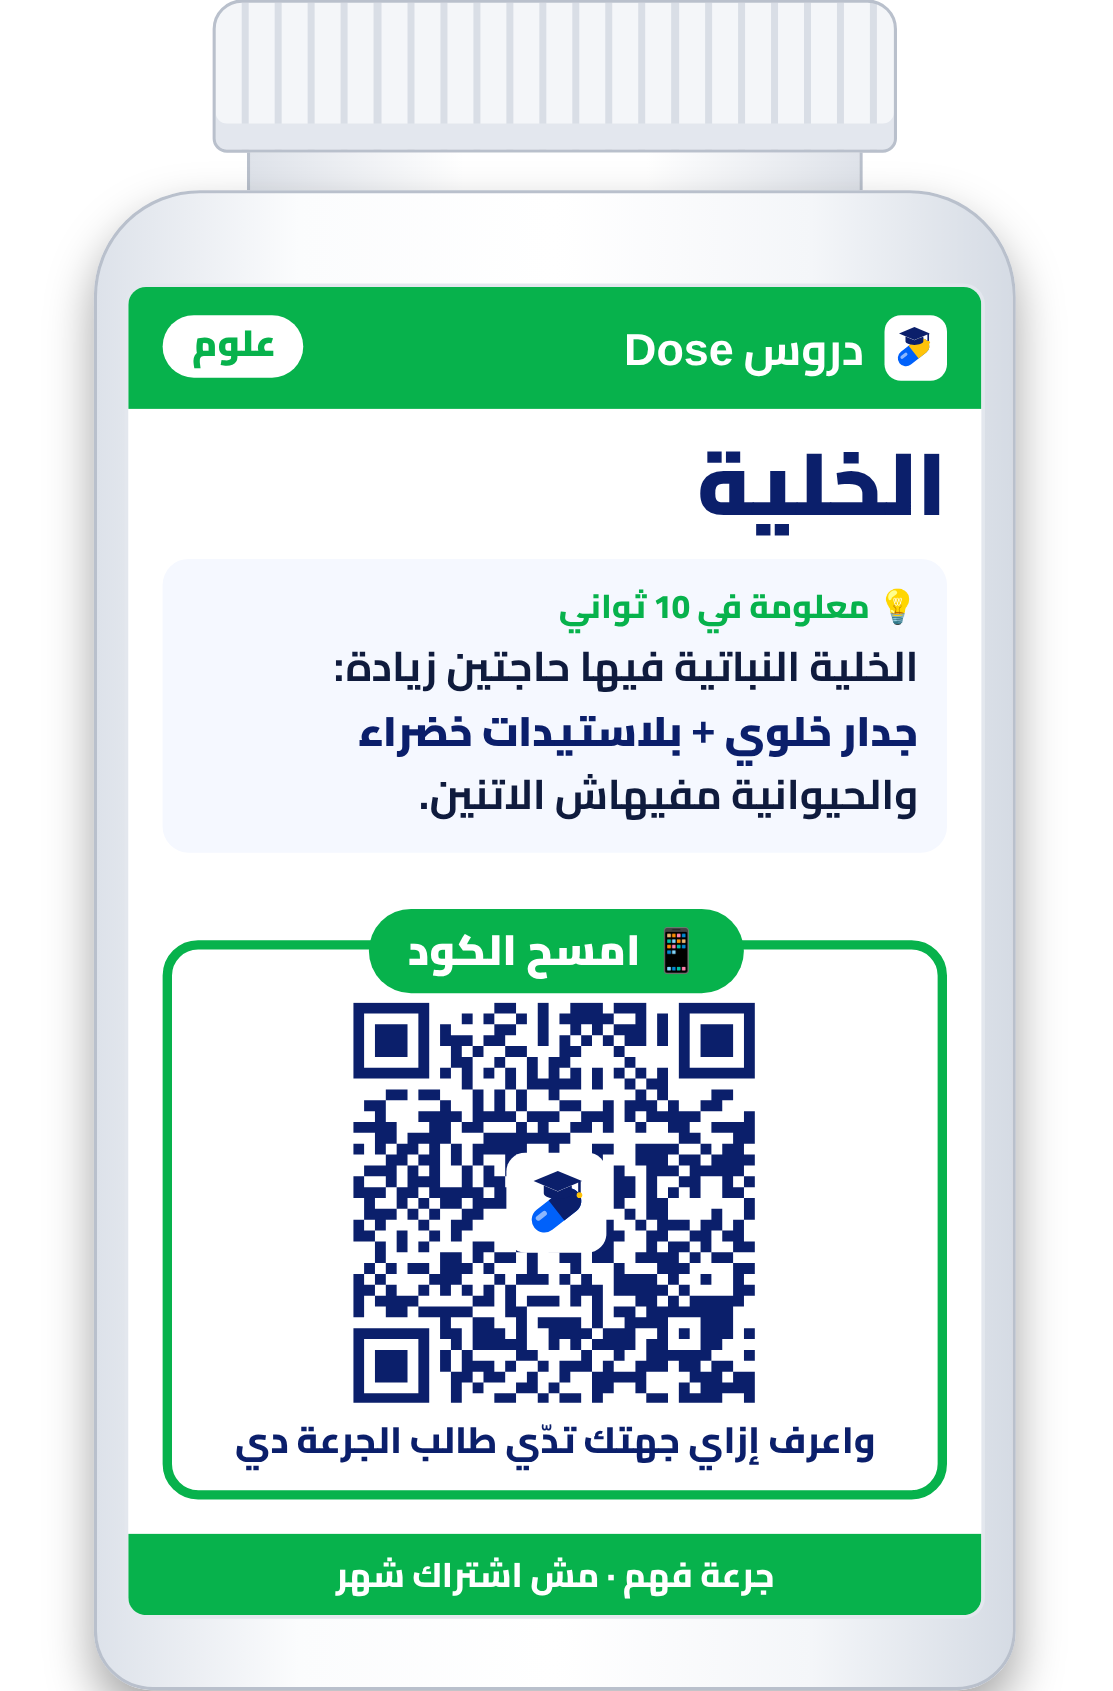 دروس Dose
علوم
الخلية
💡 معلومة في 10 ثواني
الخلية النباتية فيها حاجتين زيادة:
جدار خلوي + بلاستيدات خضراء
والحيوانية مفيهاش الاتنين.
📱 امسح الكود
واعرف إزاي جهتك تدّي طالب الجرعة دي
جرعة فهم · مش اشتراك شهر